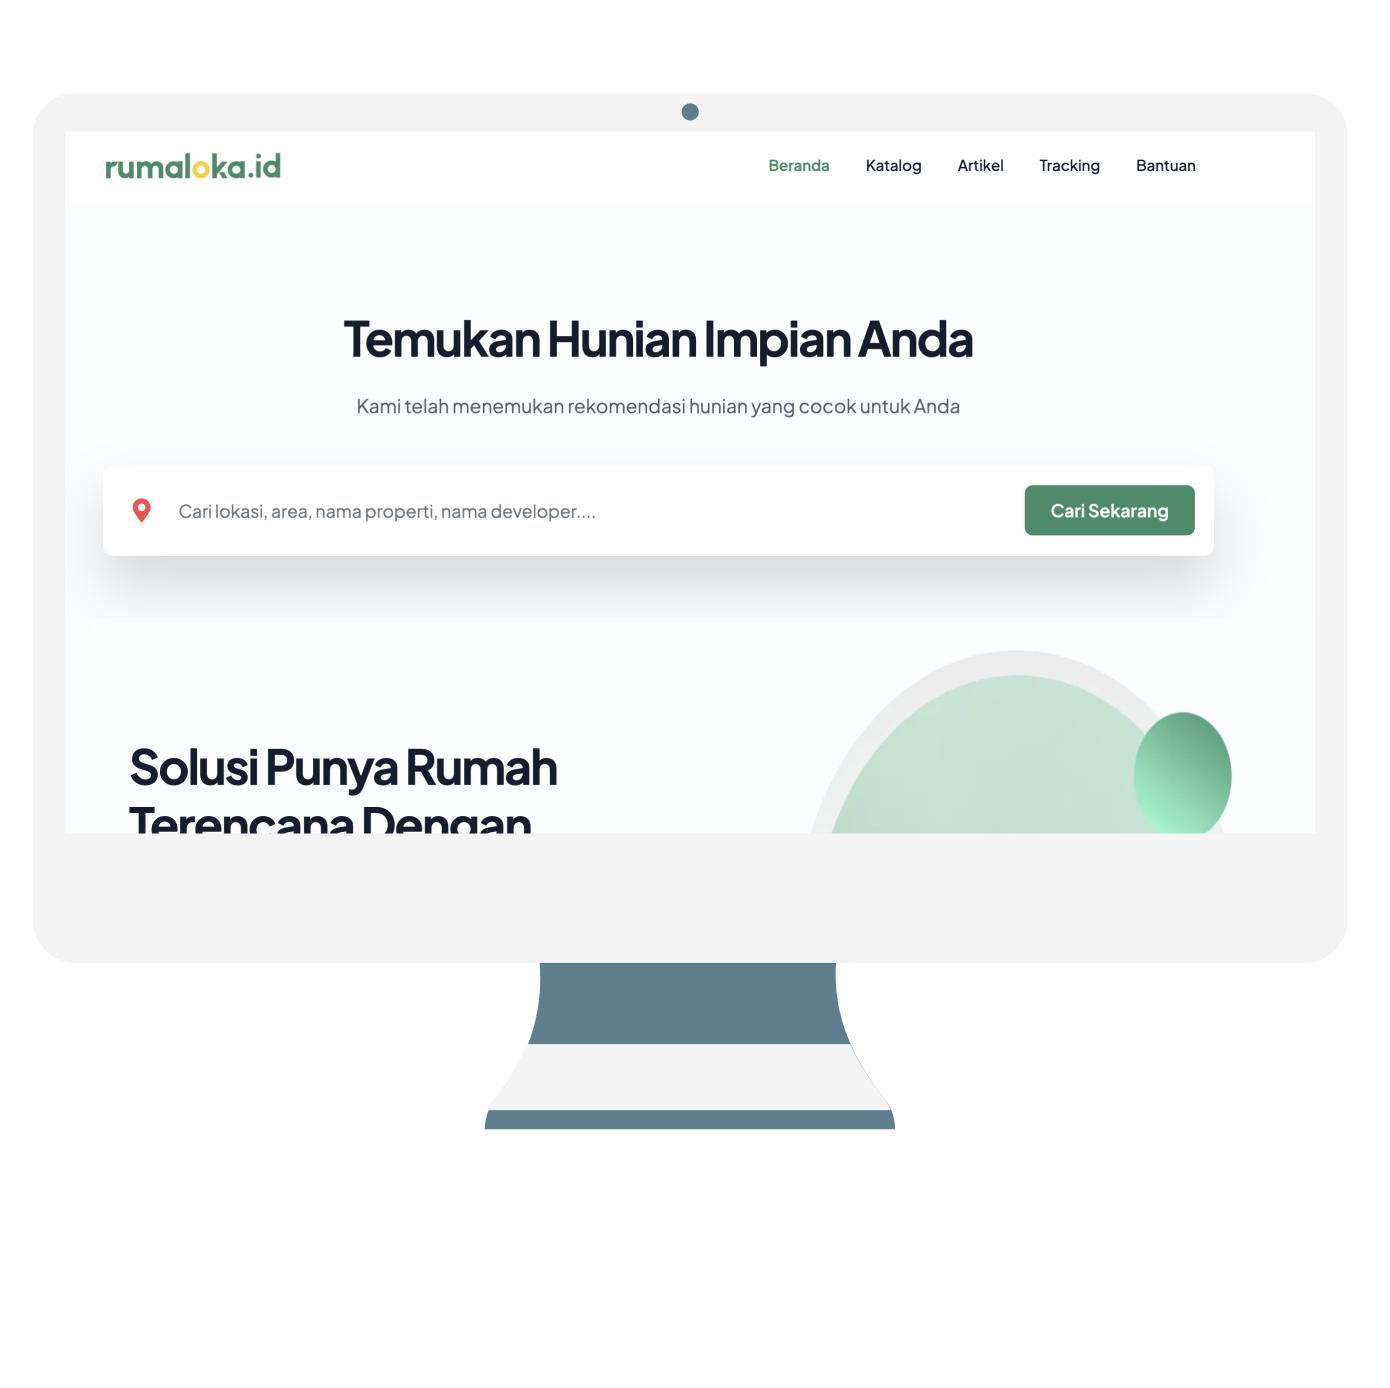 rumaloka.id
Beranda Katalog Artikel Tracking Bantuan
Temukan Hunian Impian Anda
Kami telah menemukan rekomendasi hunian yang cocok untuk Anda
Cari lokasi, area, nama properti, nama developer....
Cari Sekarang
Solusi Punya Rumah
Terencana Dengan